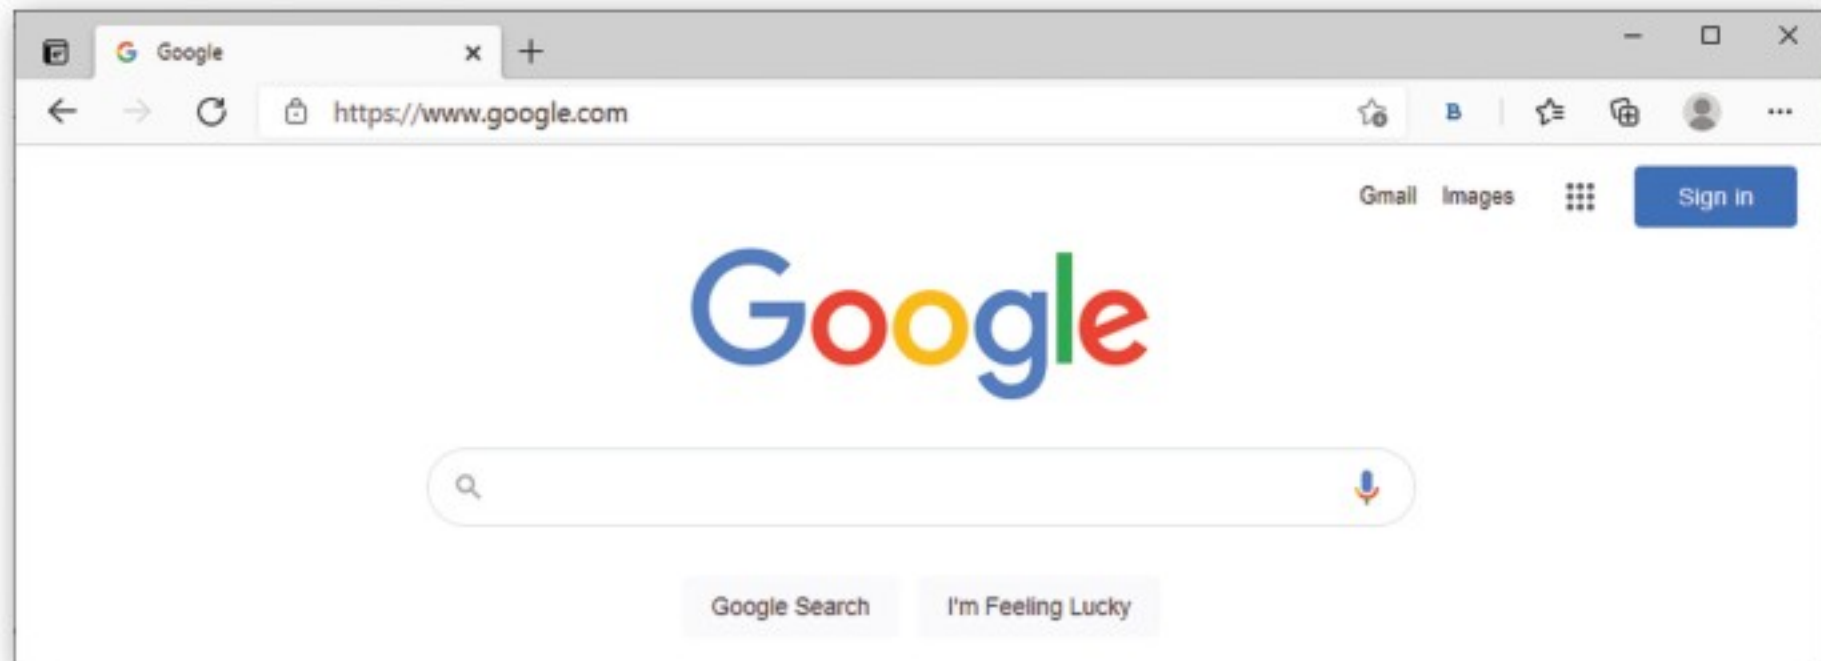 Google
https://www.google.com
B
Gmail Images Sign in
Google
Google Search I'm Feeling Lucky